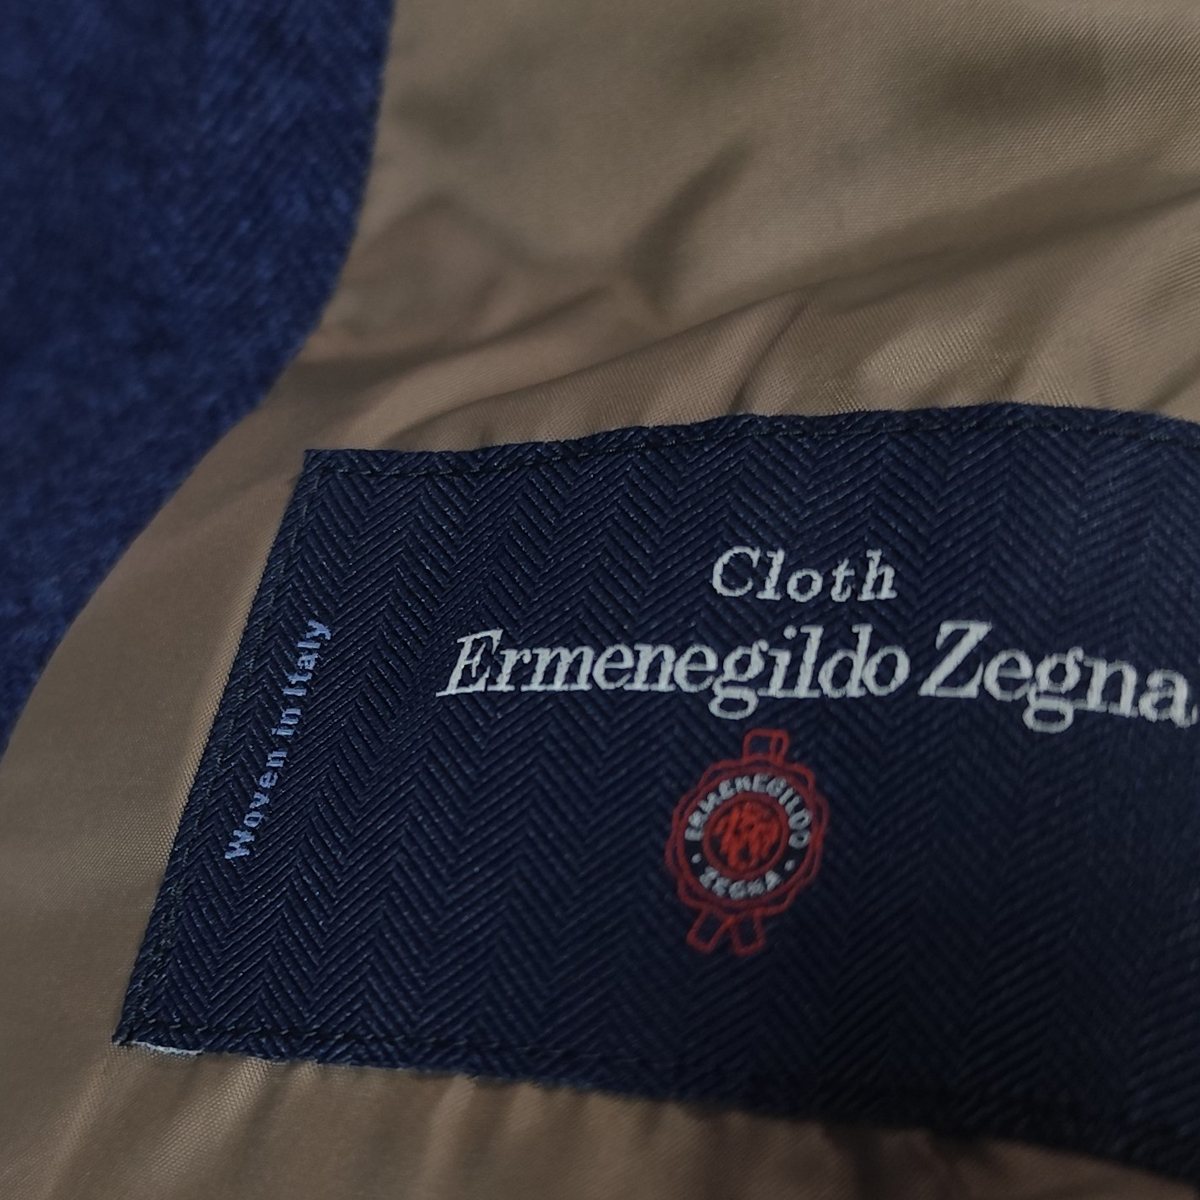 Cloth
Ermenegildo Zegna
ERMENEGILDO
ZEGNA
Woven in Italy